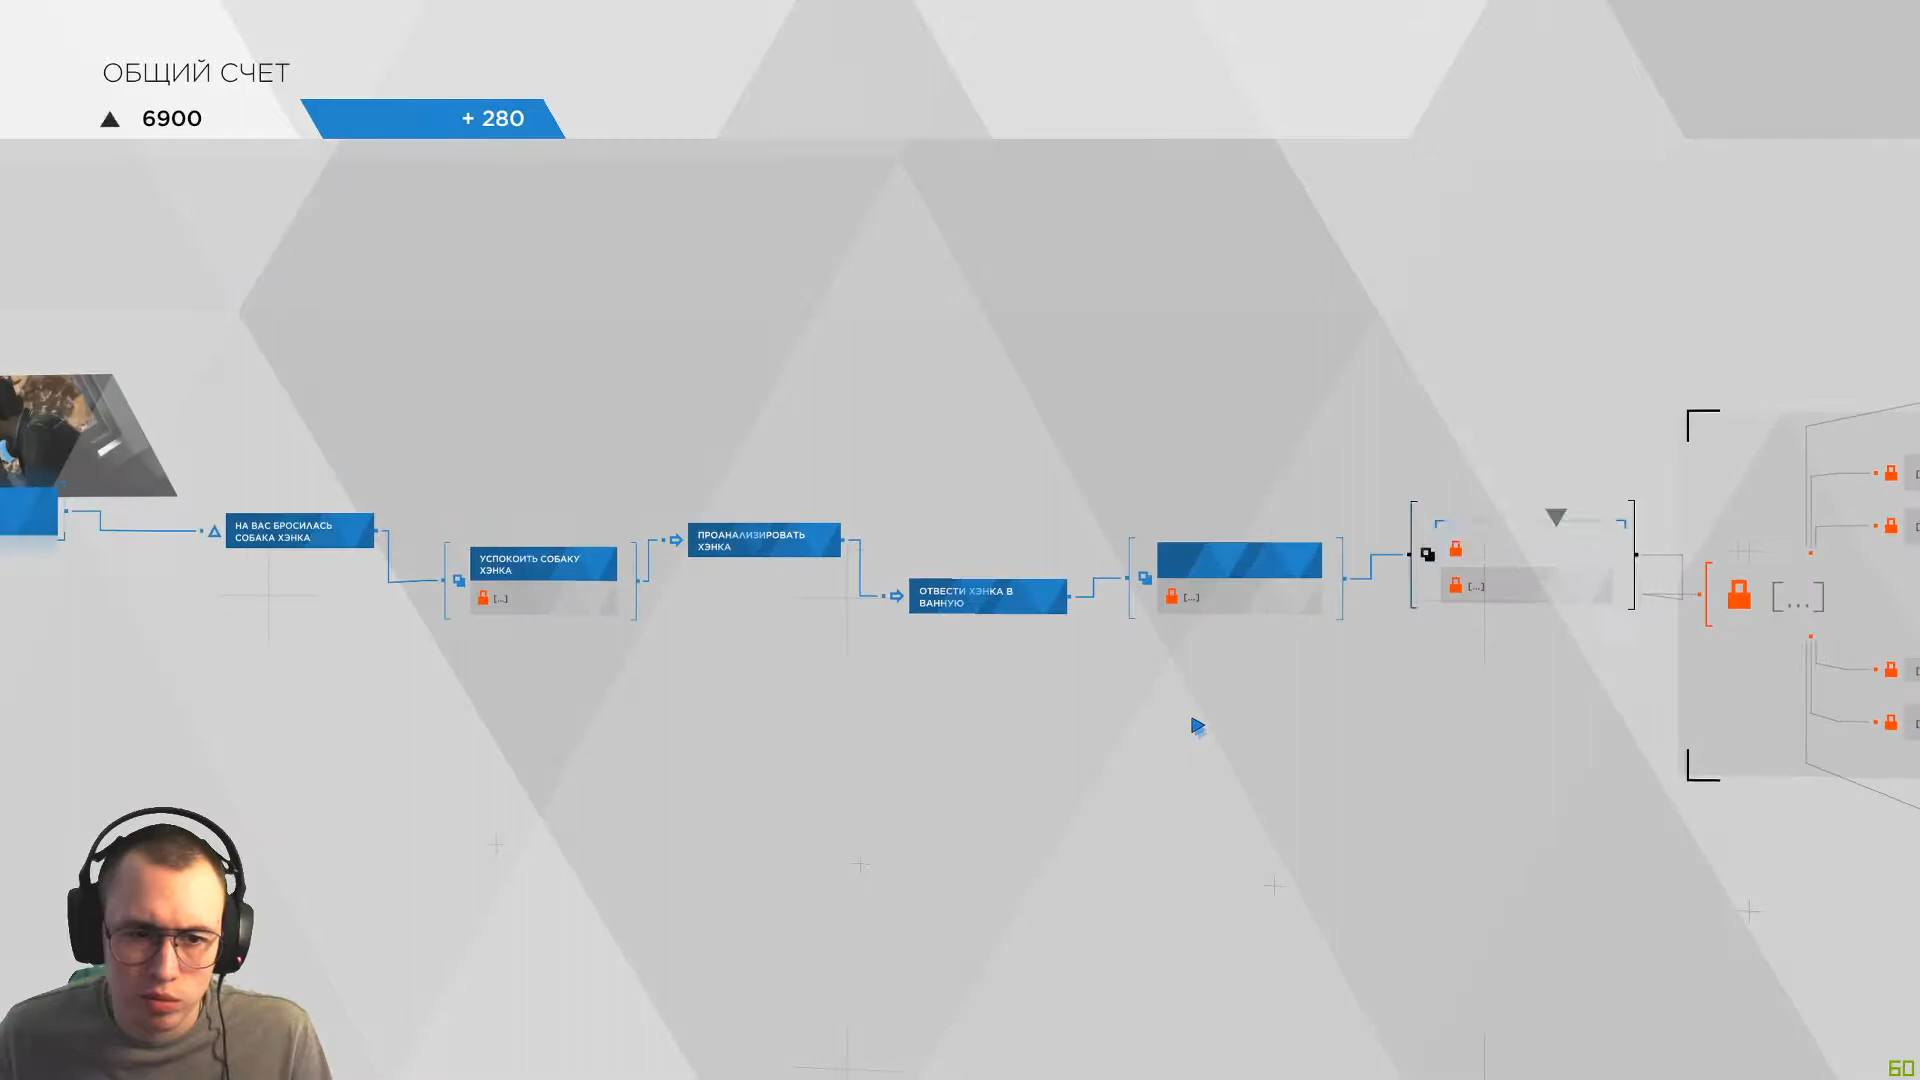 ОБЩИЙ СЧЕТ
6900
+ 280
НА ВАС БРОСИЛАСЬ
СОБАКА ХЭНКА
УСПОКОИТЬ СОБАКУ
ХЭНКА
[...]
ПРОАНАЛИЗИРОВАТЬ
ХЭНКА
ОТВЕСТИ ХЭНКА В
ВАННУЮ
[...]
[...]
[...]
60